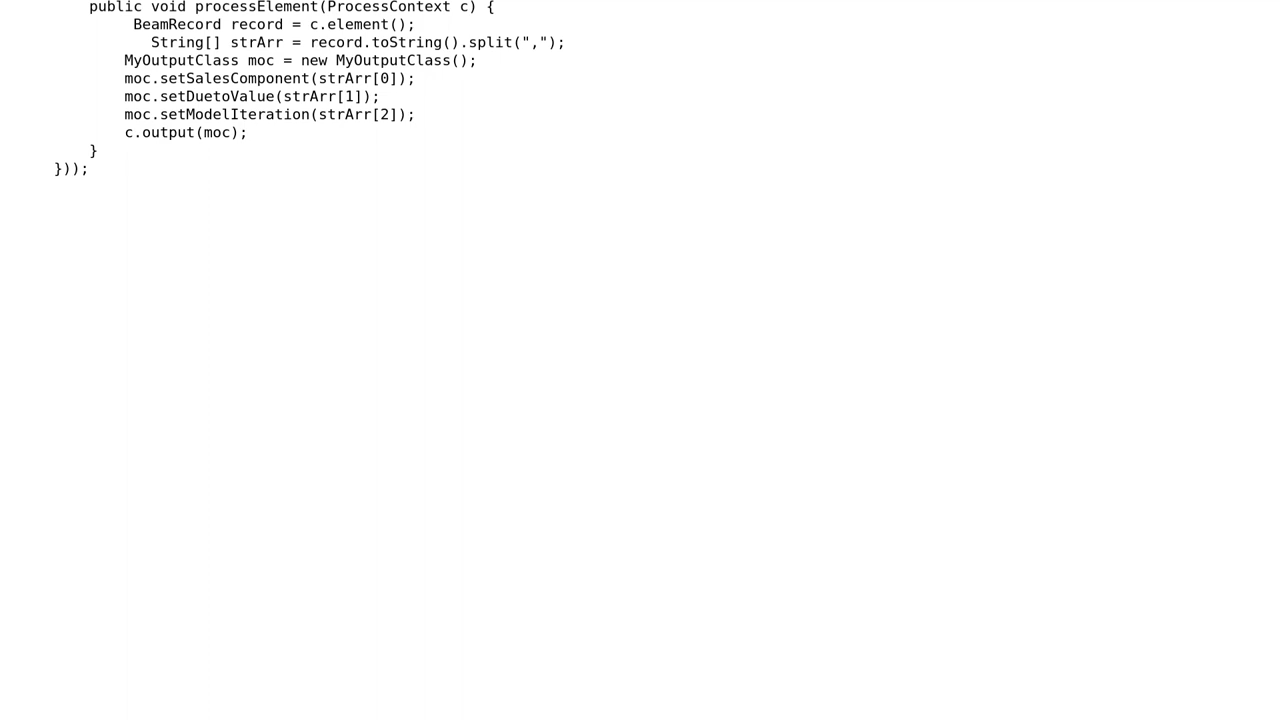 public void processElement(ProcessContext c) {
         BeamRecord record = c.element();
           String[] strArr = record.toString().split(",");
        MyOutputClass moc = new MyOutputClass();
        moc.setSalesComponent(strArr[0]);
        moc.setDuetoValue(strArr[1]);
        moc.setModelIteration(strArr[2]);
        c.output(moc);
    }
}));